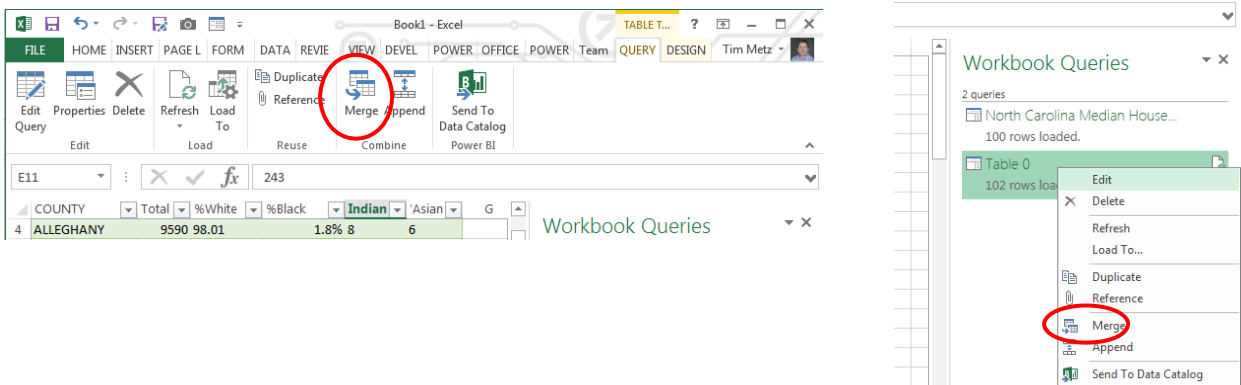 Book1 - Excel
TABLE T... ?
FILE HOME INSERT PAGE L FORM DATA REVIE VIEW DEVEL POWER OFFICE POWER Team QUERY DESIGN Tim Metz
Edit Query Properties Delete Refresh Load To Duplicate Reference Merge Append Send To Data Catalog
Edit Load Reuse Combine Power BI
E11 fx 243
COUNTY Total %White %Black Indian 'Asian G
4 ALLEGHANY 9590 98.01 1.8% 8 6
Workbook Queries
Workbook Queries
2 queries
North Carolina Median House...
100 rows loaded.
Table 0
102 rows loa
Edit
Delete
Refresh
Load To...
Duplicate
Reference
Merge
Append
Send To Data Catalog